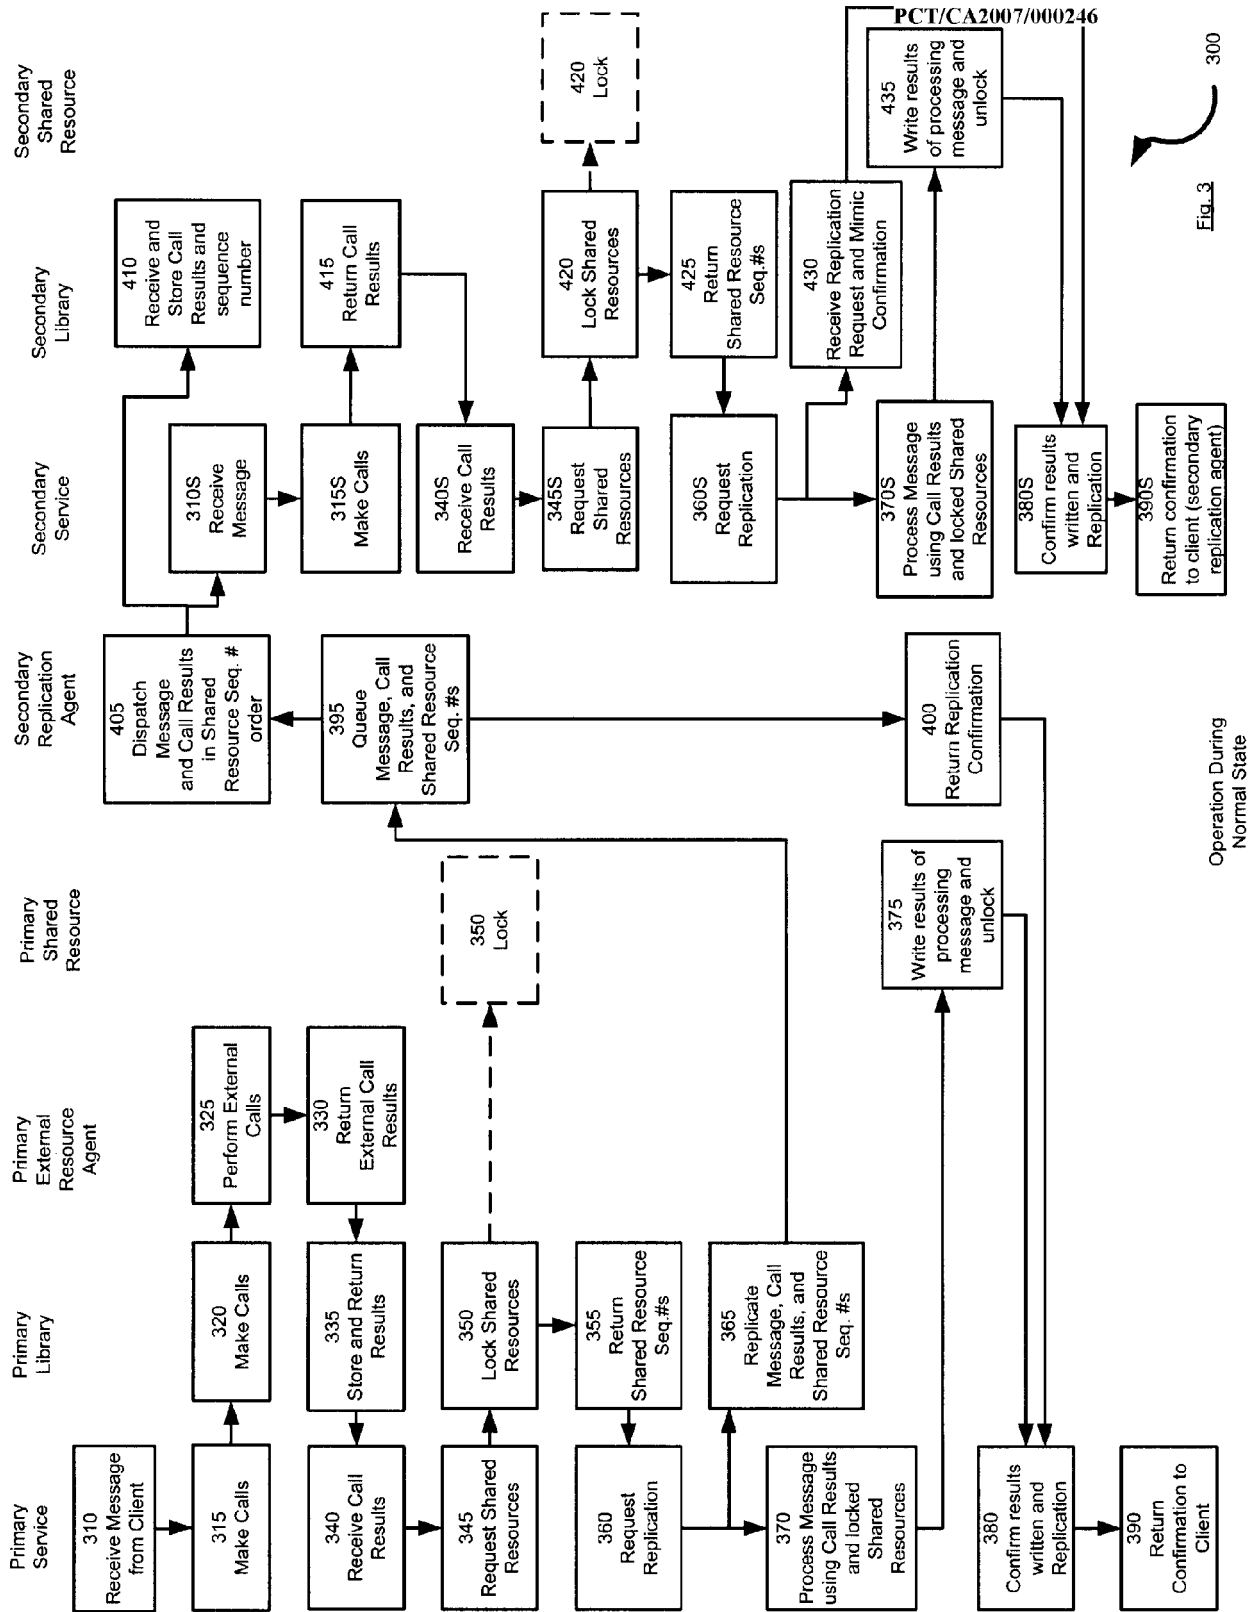 PCT/CA2007/000246
Primary
Service
Primary
Library
Primary
External
Resource
Agent
Primary
Shared
Resource
Secondary
Replication
Agent
Secondary
Service
Secondary
Library
Secondary
Shared
Resource
310
Receive Message
from Client
315
Make Calls
320
Make Calls
325
Perform External
Calls
330
Return
External Call
Results
335
Store and Return
Results
340
Receive Call
Results
345
Request Shared
Resources
350
Lock Shared
Resources
350
Lock
355
Return
Shared Resource
Seq.#s
360
Request
Replication
365
Replicate
Message, Call
Results, and
Shared Resource
Seq. #s
370
Process Message
using Call Results
and locked
Shared
Resources
375
Write results of
processing
message and
unlock
380
Confirm results
written and
Replication
390
Return
Confirmation to
Client
405
Dispatch
Message
and Call Results
in Shared
Resource Seq. #
order
395
Queue
Message, Call
Results, and
Shared Resource
Seq. #s
400
Return Replication
Confirmation
410
Receive and
Store Call
Results and
sequence
number
310S
Receive
Message
315S
Make Calls
415
Return Call
Results
340S
Receive Call
Results
345S
Request
Shared
Resources
420
Lock Shared
Resources
420
Lock
425
Return
Shared Resource
Seq.#s
360S
Request
Replication
430
Receive Replication
Request and Mimic
Confirmation
370S
Process Message
using Call Results
and locked Shared
Resources
435
Write results
of processing
message and
unlock
380S
Confirm results
written and
Replication
390S
Return confirmation
to client (secondary
replication agent)
Operation During
Normal State
Fig. 3
300